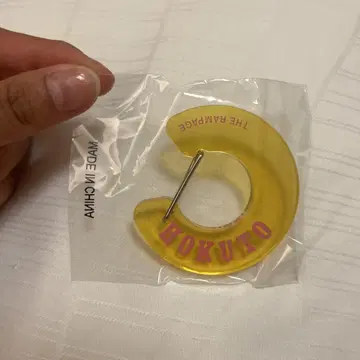 THE RAMPAGE
HOKUTO
MADE IN CHINA